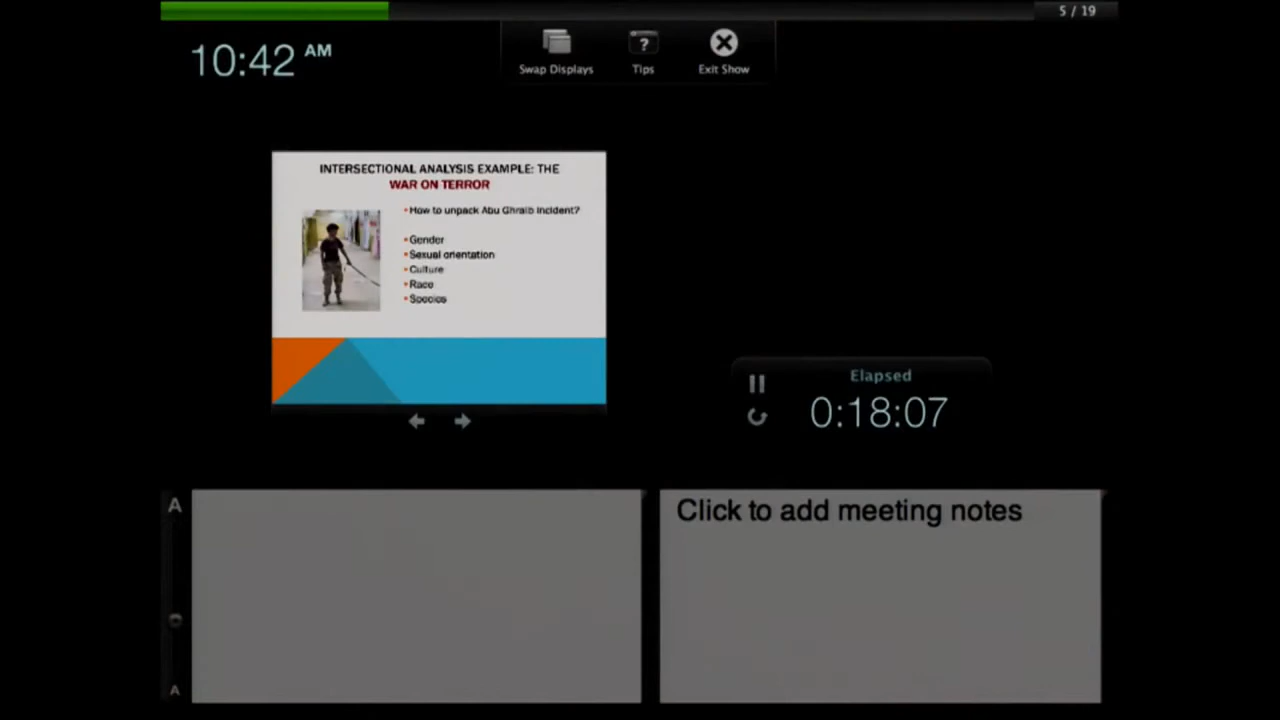 5 / 19
10:42 AM
Swap Displays
Tips
Exit Show
INTERSECTIONAL ANALYSIS EXAMPLE: THE
WAR ON TERROR
•How to unpack Abu Ghraib incident?
•Gender
•Sexual orientation
•Culture
•Race
•Species
Elapsed
0:18:07
A
Click to add meeting notes
A